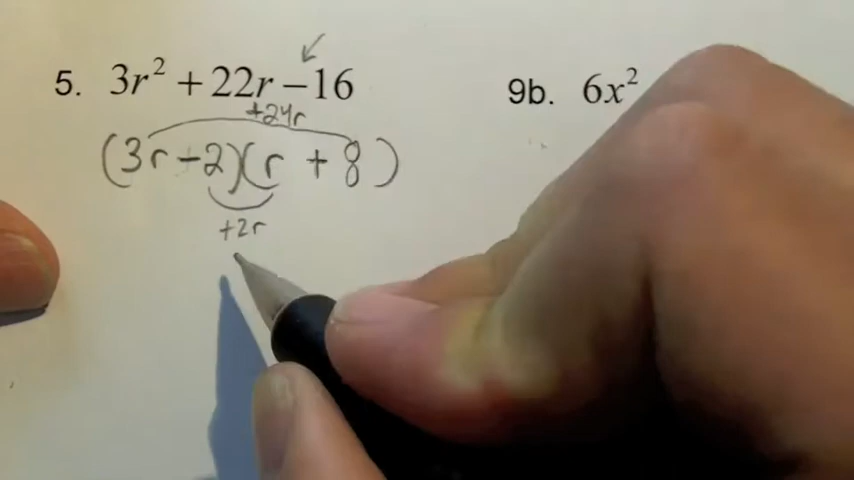 5. 3r² + 22r − 16
9b. 6x²
+24r
(3r − 2)(r + 8)
+2r